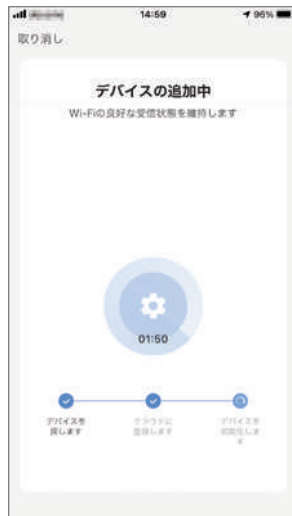 14:59
96%
取り消し
デバイスの追加中
Wi-Fiの良好な受信状態を維持します
01:50
デバイスを
探します
クラウドに
登録します
デバイスを
初期化しま
す